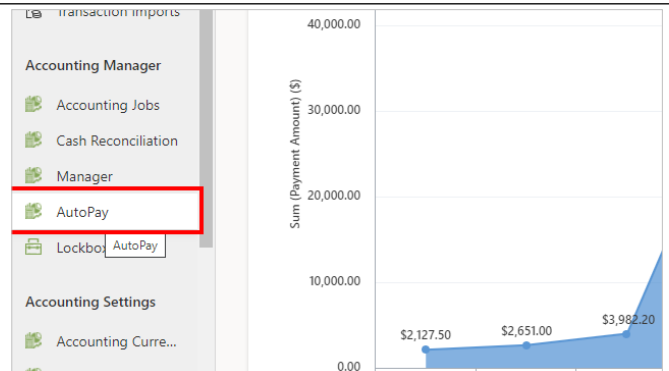 Transaction Imports
Accounting Manager
Accounting Jobs
Cash Reconciliation
Manager
AutoPay
AutoPay
Accounting Settings
Accounting Curre...
40,000.00
30,000.00
20,000.00
10,000.00
0.00
Sum (Payment Amount) ($)
$2,127.50
$2,651.00
$3,982.20